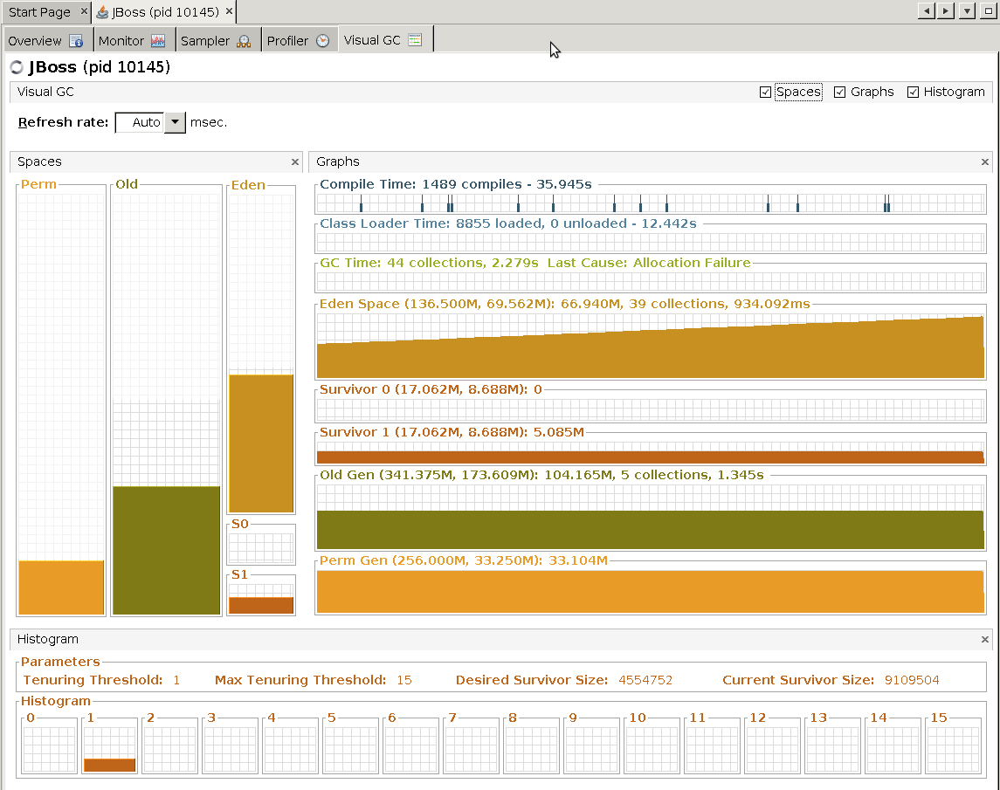 Start Page × JBoss (pid 10145) ×
Overview Monitor Sampler Profiler Visual GC
JBoss (pid 10145)
Visual GC Spaces Graphs Histogram
Refresh rate: Auto msec.
Spaces ×
Perm Old Eden
S0
S1
Graphs ×
Compile Time: 1489 compiles - 35.945s
Class Loader Time: 8855 loaded, 0 unloaded - 12.442s
GC Time: 44 collections, 2.279s Last Cause: Allocation Failure
Eden Space (136.500M, 69.562M): 66.940M, 39 collections, 934.092ms
Survivor 0 (17.062M, 8.688M): 0
Survivor 1 (17.062M, 8.688M): 5.085M
Old Gen (341.375M, 173.609M): 104.165M, 5 collections, 1.345s
Perm Gen (256.000M, 33.250M): 33.104M
Histogram ×
Parameters
Tenuring Threshold: 1 Max Tenuring Threshold: 15 Desired Survivor Size: 4554752 Current Survivor Size: 9109504
Histogram
0 1 2 3 4 5 6 7 8 9 10 11 12 13 14 15